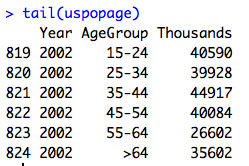 > tail(uspopage)
Year AgeGroup Thousands
819 2002 15-24 40590
820 2002 25-34 39928
821 2002 35-44 44917
822 2002 45-54 40084
823 2002 55-64 26602
824 2002 >64 35602